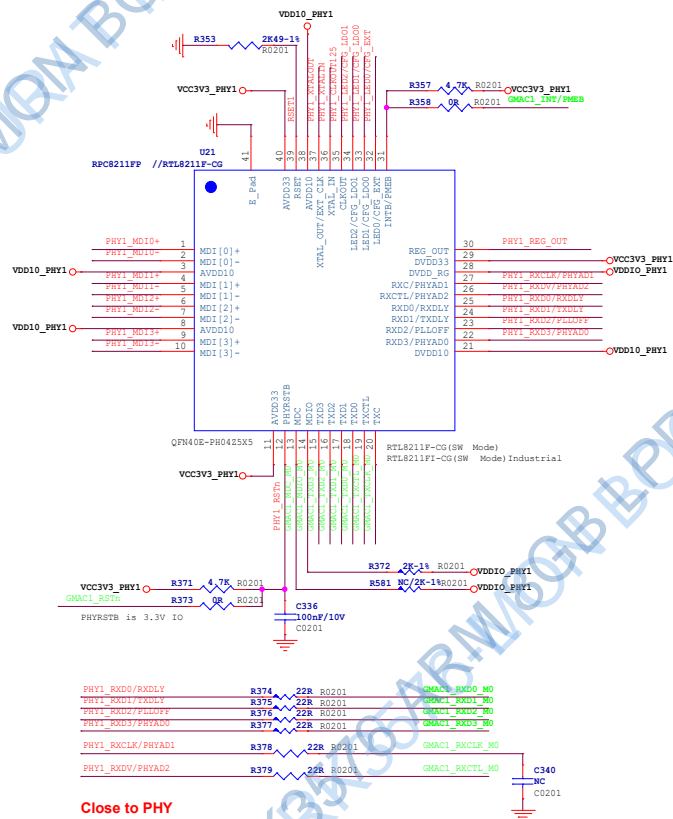 VDD10_PHY1
R353 2K49-1%
R0201
VCC3V3_PHY1
RSET1
PHY1_XTALOUT
PHY1_XTALIN
PHY1_CLKOUT125
PHY1_LED2/CFG_LDO1
PHY1_LED1/CFG_LDO0
PHY1_LED0/CFG_EXT
R357 4.7K R0201 VCC3V3_PHY1
R358 0R R0201 GMAC1_INT/PMEB
U21
RPC8211FP //RTL8211F-CG
41 40 39 38 37 36 35 34 33 32 31
E_Pad
AVDD33
RSET
AVDD10
XTAL_OUT/EXT_CLK
XTAL_IN
CLKOUT
LED2/CFG_LDO1
LED1/CFG_LDO0
LED0/CFG_EXT
INTB/PMEB
PHY1_MDI0+ 1 MDI[0]+
PHY1_MDI0- 2 MDI[0]-
VDD10_PHY1 3 AVDD10
PHY1_MDI1+ 4 MDI[1]+
PHY1_MDI1- 5 MDI[1]-
PHY1_MDI2+ 6 MDI[2]+
PHY1_MDI2- 7 MDI[2]-
VDD10_PHY1 8 AVDD10
PHY1_MDI3+ 9 MDI[3]+
PHY1_MDI3- 10 MDI[3]-
REG_OUT 30 PHY1_REG_OUT
DVDD33 29 VCC3V3_PHY1
DVDD_RG 28 VDDIO_PHY1
RXC/PHYAD1 27 PHY1_RXCLK/PHYAD1
RXCTL/PHYAD2 26 PHY1_RXDV/PHYAD2
RXD0/RXDLY 25 PHY1_RXD0/RXDLY
RXD1/TXDLY 24 PHY1_RXD1/TXDLY
RXD2/PLLOFF 23 PHY1_RXD2/PLLOFF
RXD3/PHYAD0 22 PHY1_RXD3/PHYAD0
DVDD10 21 VDD10_PHY1
AVDD33
PHYRSTB
MDC
MDIO
TXD3
TXD2
TXD1
TXD0
TXCTL
TXC
11 12 13 14 15 16 17 18 19 20
QFN40E-PH04Z5X5
RTL8211F-CG(SW Mode)
RTL8211FI-CG(SW Mode)Industrial
VCC3V3_PHY1
PHY1_RSTn
GMAC1_MDC_M0
GMAC1_MDIO_M0
GMAC1_TXD3_M0
GMAC1_TXD2_M0
GMAC1_TXD1_M0
GMAC1_TXD0_M0
GMAC1_TXCTL_M0
GMAC1_TXCLK_M0
R372 2K-1% R0201 VDDIO_PHY1
R581 NC/2K-1% R0201 VDDIO_PHY1
VCC3V3_PHY1 R371 4.7K R0201
GMAC1_RSTn R373 0R R0201
PHYRSTB is 3.3V IO
C336
100nF/10V
C0201
PHY1_RXD0/RXDLY R374 22R R0201 GMAC1_RXD0_M0
PHY1_RXD1/TXDLY R375 22R R0201 GMAC1_RXD1_M0
PHY1_RXD2/PLLOFF R376 22R R0201 GMAC1_RXD2_M0
PHY1_RXD3/PHYAD0 R377 22R R0201 GMAC1_RXD3_M0
PHY1_RXCLK/PHYAD1 R378 22R R0201 GMAC1_RXCLK_M0
PHY1_RXDV/PHYAD2 R379 22R R0201 GMAC1_RXCTL_M0
C340
NC
C0201
Close to PHY